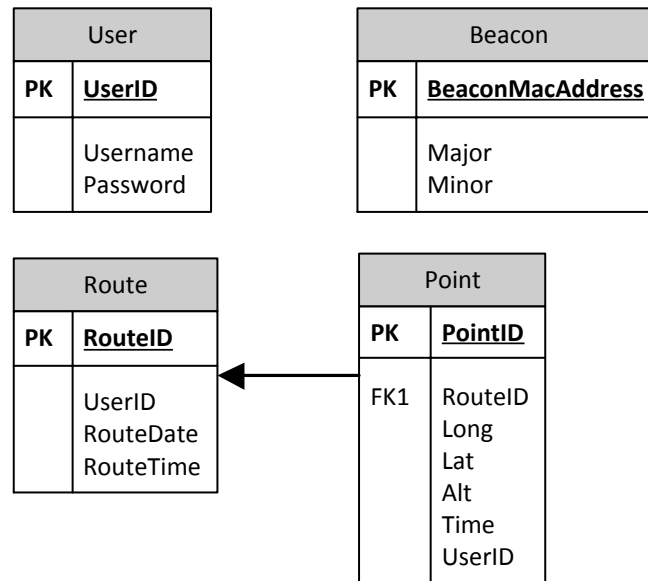 User
PK UserID
Username
Password
Beacon
PK BeaconMacAddress
Major
Minor
Route
PK RouteID
UserID
RouteDate
RouteTime
Point
PK PointID
FK1 RouteID
Long
Lat
Alt
Time
UserID